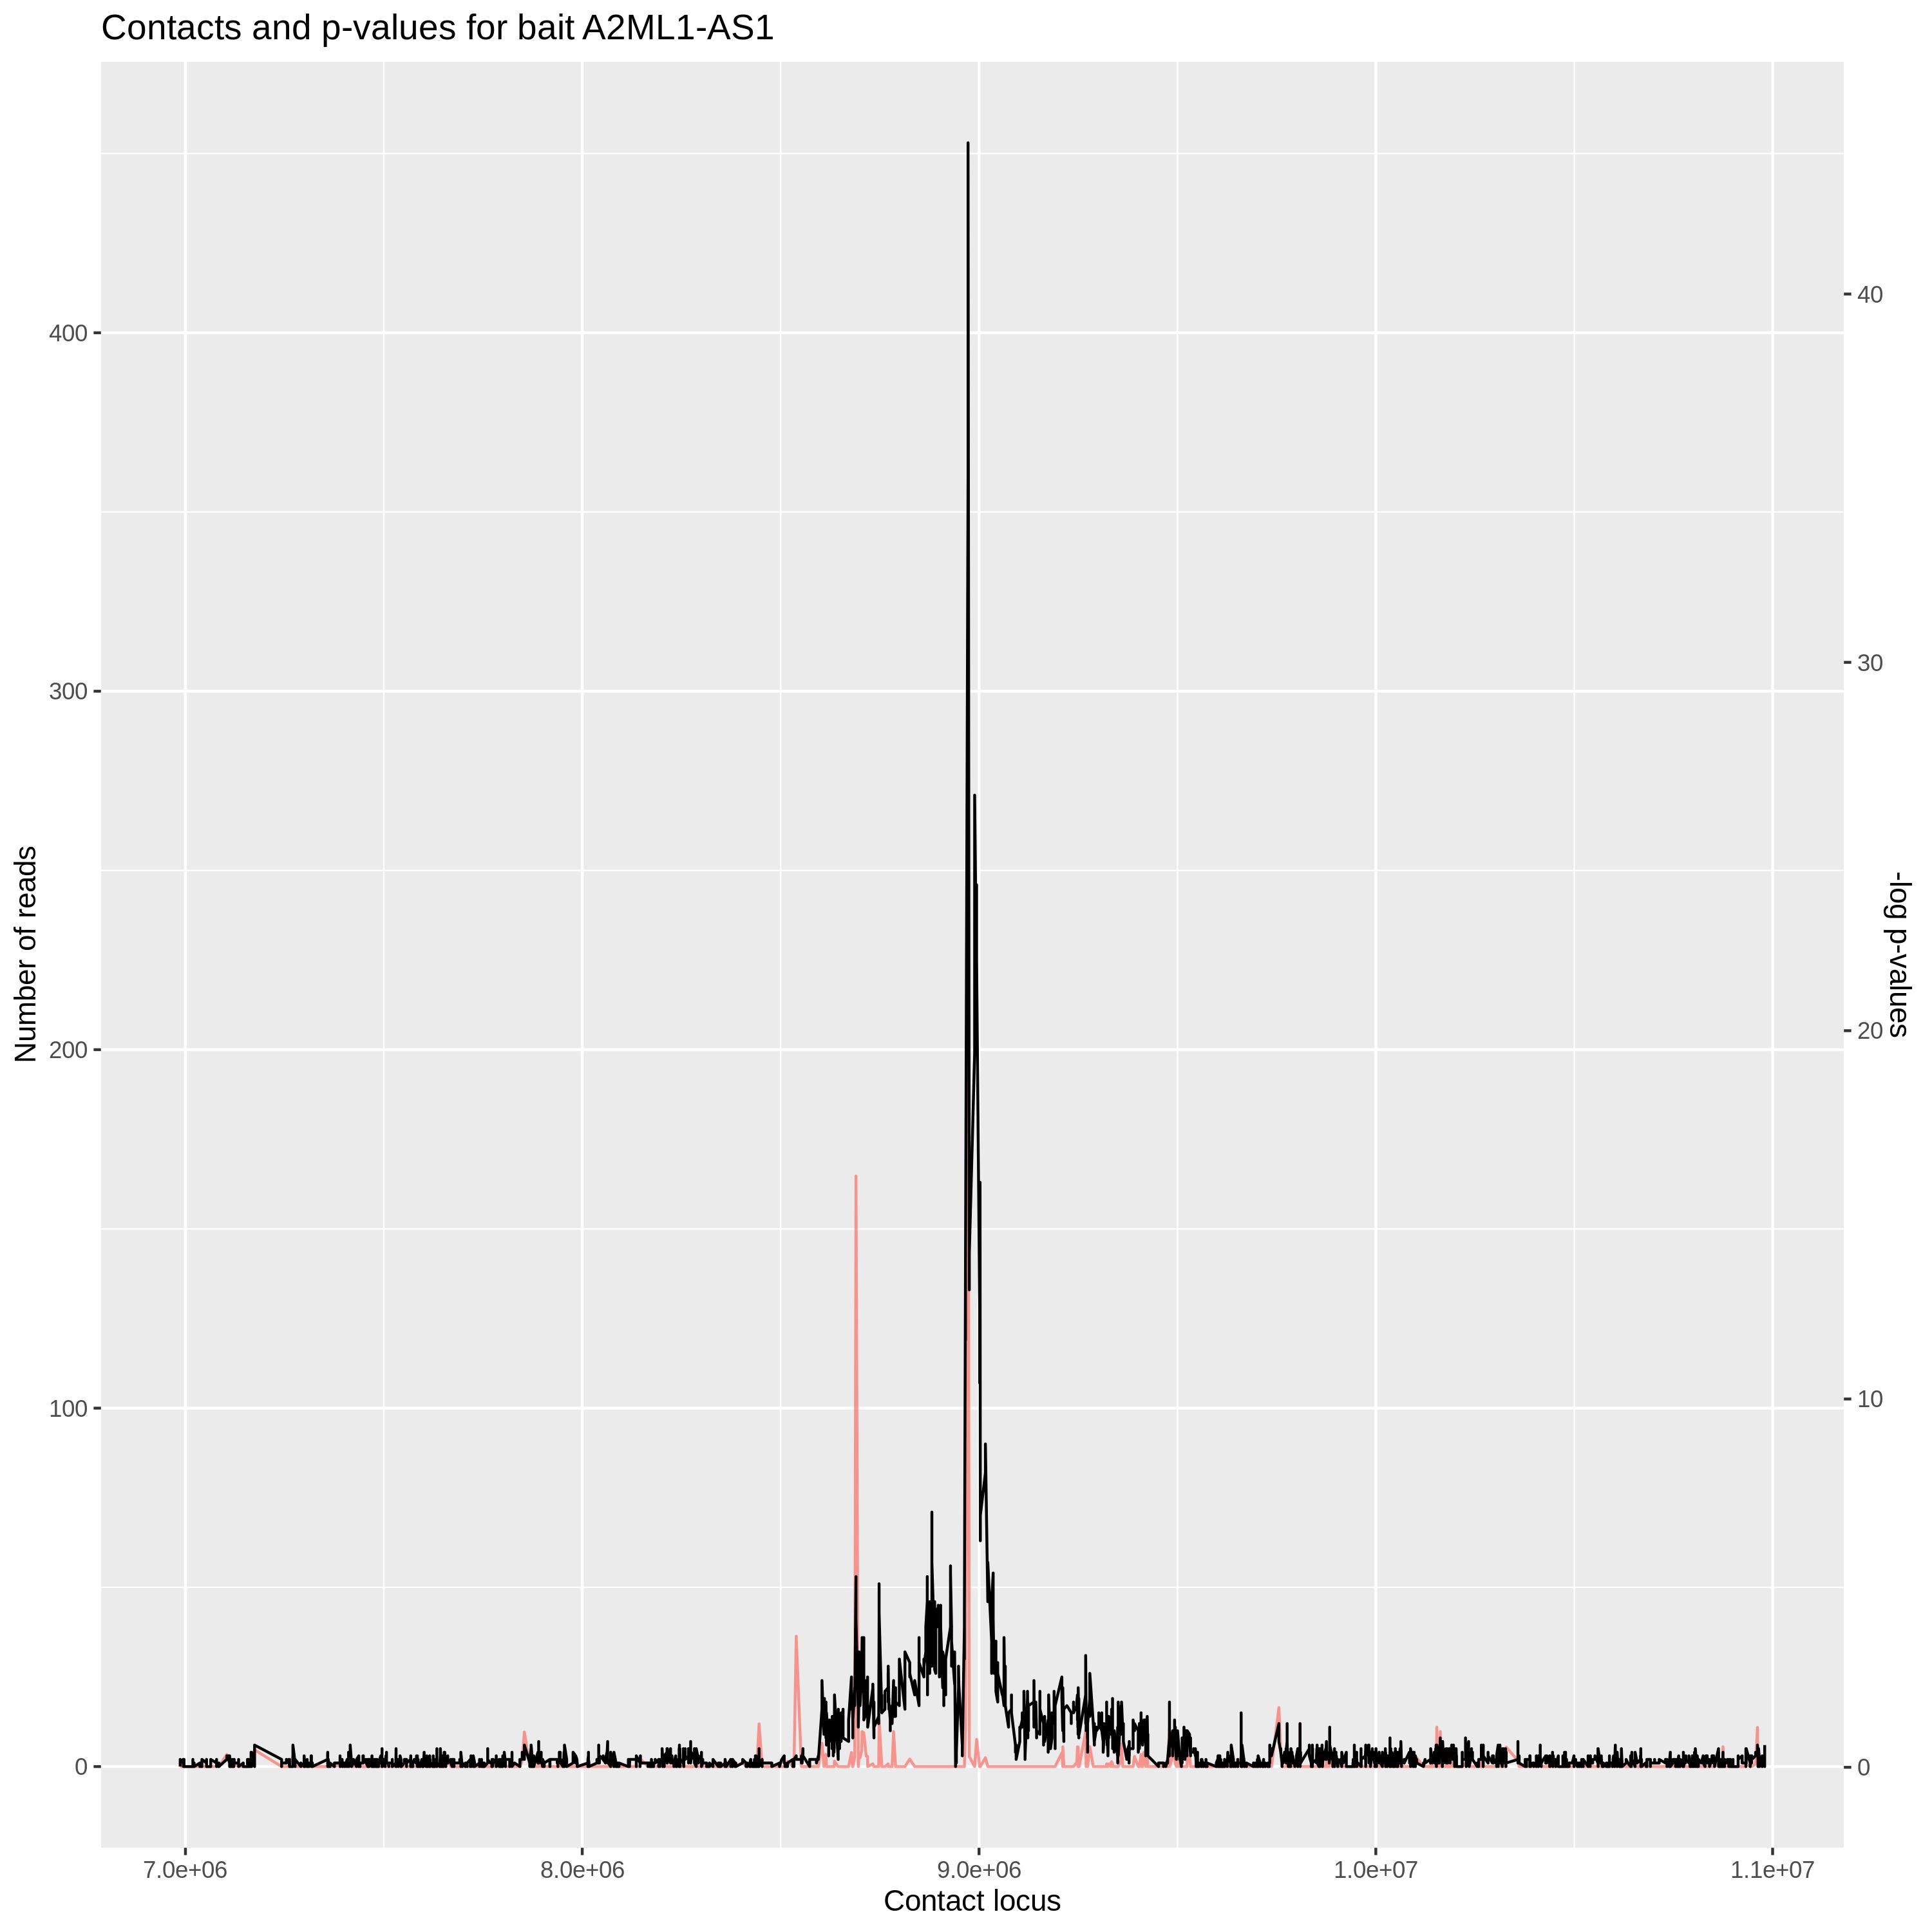 Contacts and p-values for bait A2ML1-AS1
400
300
200
100
0
Number of reads
40
30
20
10
0
-log p-values
7.0e+06
8.0e+06
9.0e+06
1.0e+07
1.1e+07
Contact locus